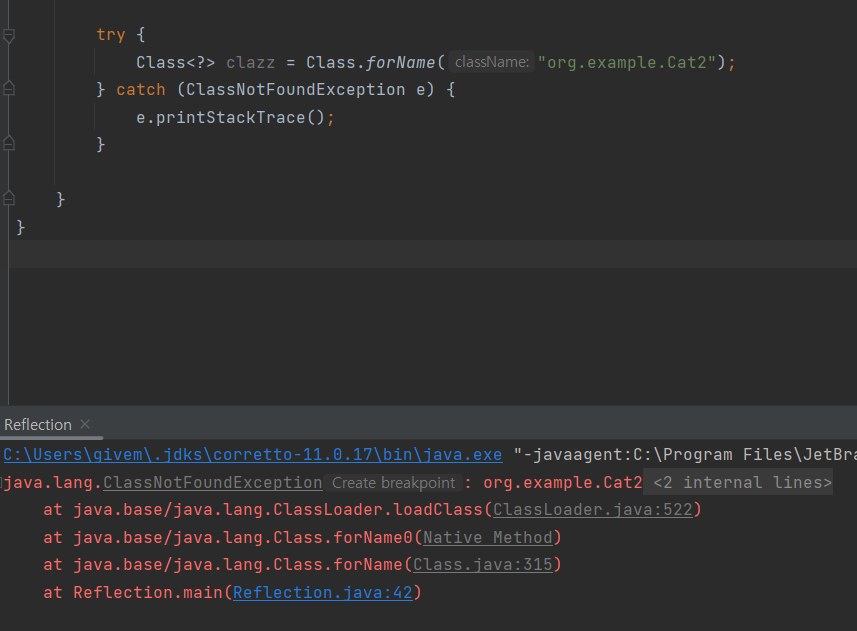 try {
Class<?> clazz = Class.forName( className: "org.example.Cat2");
} catch (ClassNotFoundException e) {
e.printStackTrace();
}
}
}
Reflection
C:\Users\qivem\.jdks\corretto-11.0.17\bin\java.exe "-javaagent:C:\Program Files\JetBra
java.lang.ClassNotFoundException Create breakpoint : org.example.Cat2 <2 internal lines>
at java.base/java.lang.ClassLoader.loadClass(ClassLoader.java:522)
at java.base/java.lang.Class.forName0(Native Method)
at java.base/java.lang.Class.forName(Class.java:315)
at Reflection.main(Reflection.java:42)